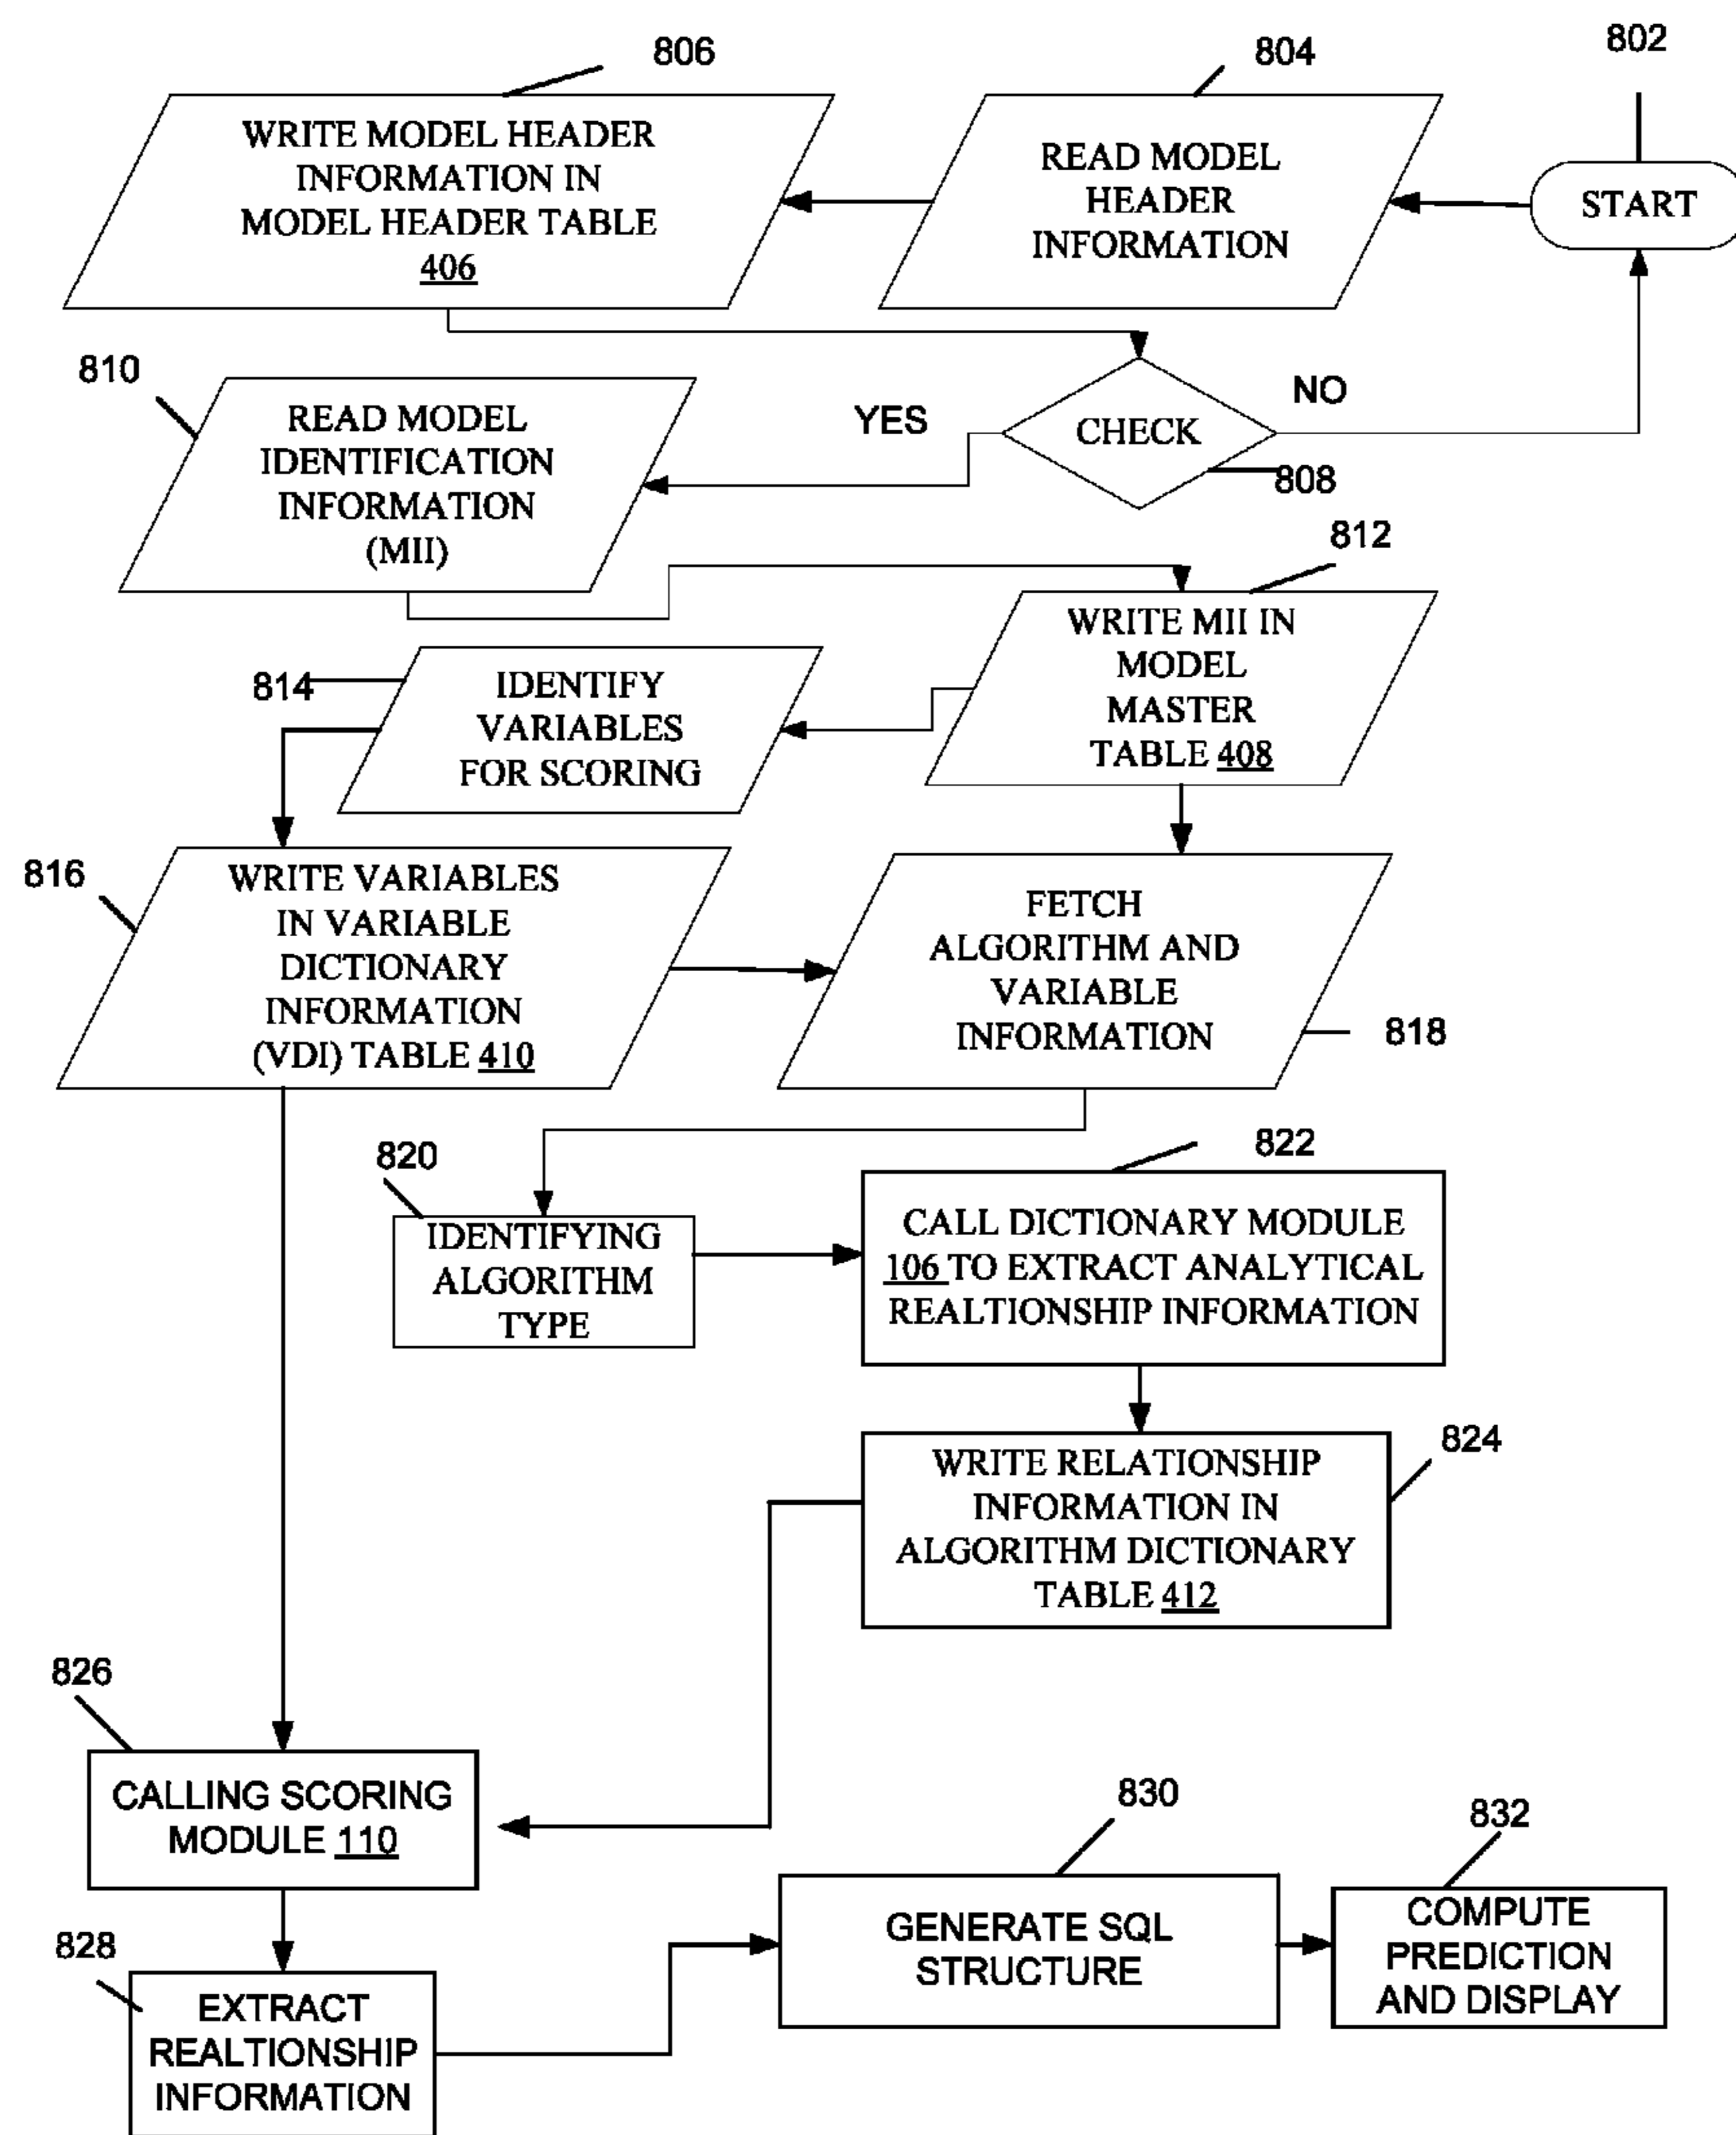 806
804
802
WRITE MODEL HEADER
INFORMATION IN
MODEL HEADER TABLE
406
READ MODEL
HEADER
INFORMATION
START
810
READ MODEL
IDENTIFICATION
INFORMATION
(MII)
YES
CHECK
NO
808
812
WRITE MII IN
MODEL
MASTER
TABLE 408
814
IDENTIFY
VARIABLES
FOR SCORING
816
WRITE VARIABLES
IN VARIABLE
DICTIONARY
INFORMATION
(VDI) TABLE 410
FETCH
ALGORITHM AND
VARIABLE
INFORMATION
818
820
IDENTIFYING
ALGORITHM
TYPE
822
CALL DICTIONARY MODULE
106 TO EXTRACT ANALYTICAL
REALTIONSHIP INFORMATION
824
WRITE RELATIONSHIP
INFORMATION IN
ALGORITHM DICTIONARY
TABLE 412
826
CALLING SCORING
MODULE 110
828
EXTRACT
REALTIONSHIP
INFORMATION
830
GENERATE SQL
STRUCTURE
832
COMPUTE
PREDICTION
AND DISPLAY